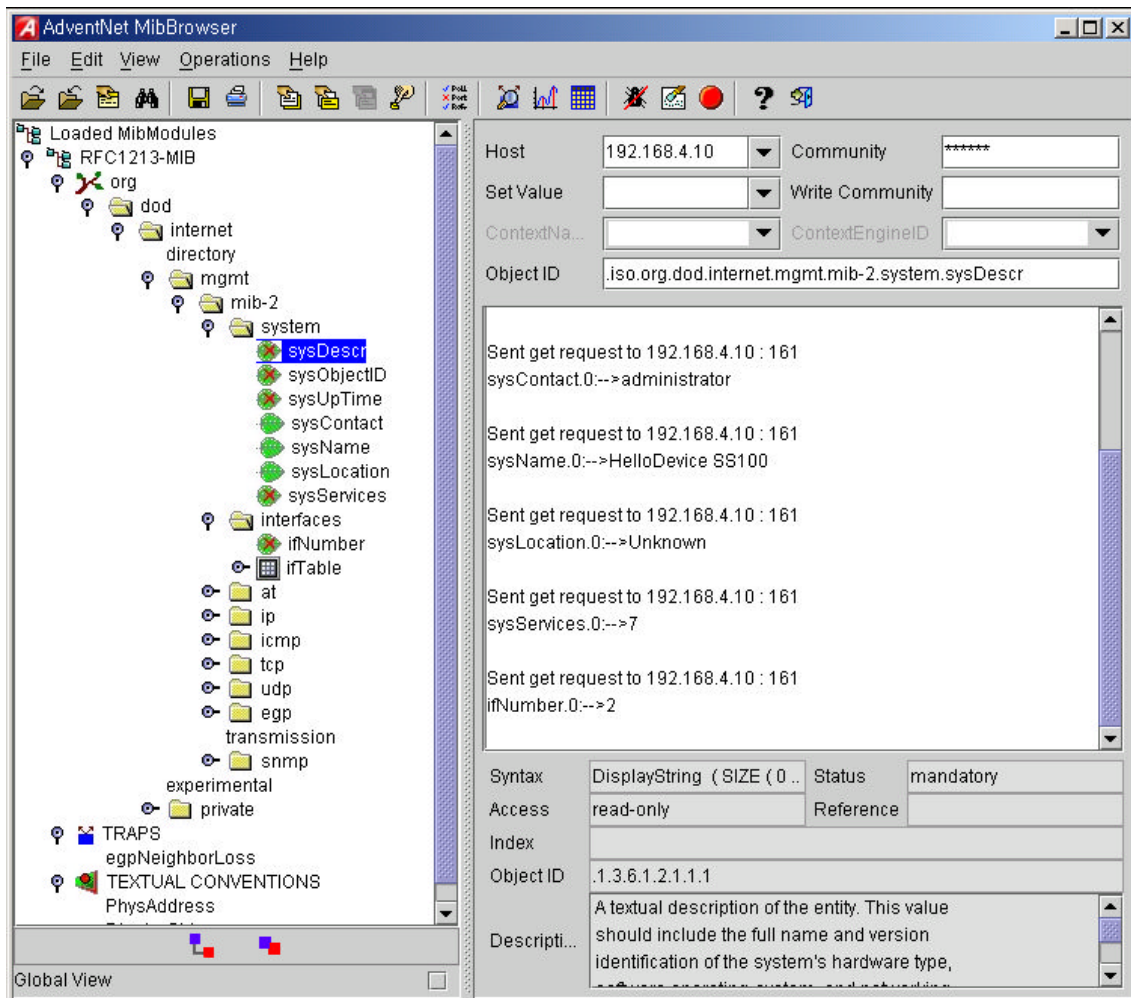 AdventNet MibBrowser
File Edit View Operations Help
Loaded MibModules
RFC1213-MIB
org
dod
internet
directory
mgmt
mib-2
system
sysDescr
sysObjectID
sysUpTime
sysContact
sysName
sysLocation
sysServices
interfaces
ifNumber
ifTable
at
ip
icmp
tcp
udp
egp
transmission
snmp
experimental
private
TRAPS
egpNeighborLoss
TEXTUAL CONVENTIONS
PhysAddress
Global View
Host 192.168.4.10 Community ******
Set Value Write Community
ContextNa... ContextEngineID
Object ID .iso.org.dod.internet.mgmt.mib-2.system.sysDescr
Sent get request to 192.168.4.10 : 161
sysContact.0:-->administrator
Sent get request to 192.168.4.10 : 161
sysName.0:-->HelloDevice SS100
Sent get request to 192.168.4.10 : 161
sysLocation.0:-->Unknown
Sent get request to 192.168.4.10 : 161
sysServices.0:-->7
Sent get request to 192.168.4.10 : 161
ifNumber.0:-->2
Syntax DisplayString ( SIZE ( 0 .. Status mandatory
Access read-only Reference
Index
Object ID .1.3.6.1.2.1.1.1
Descripti... A textual description of the entity. This value
should include the full name and version
identification of the system's hardware type,